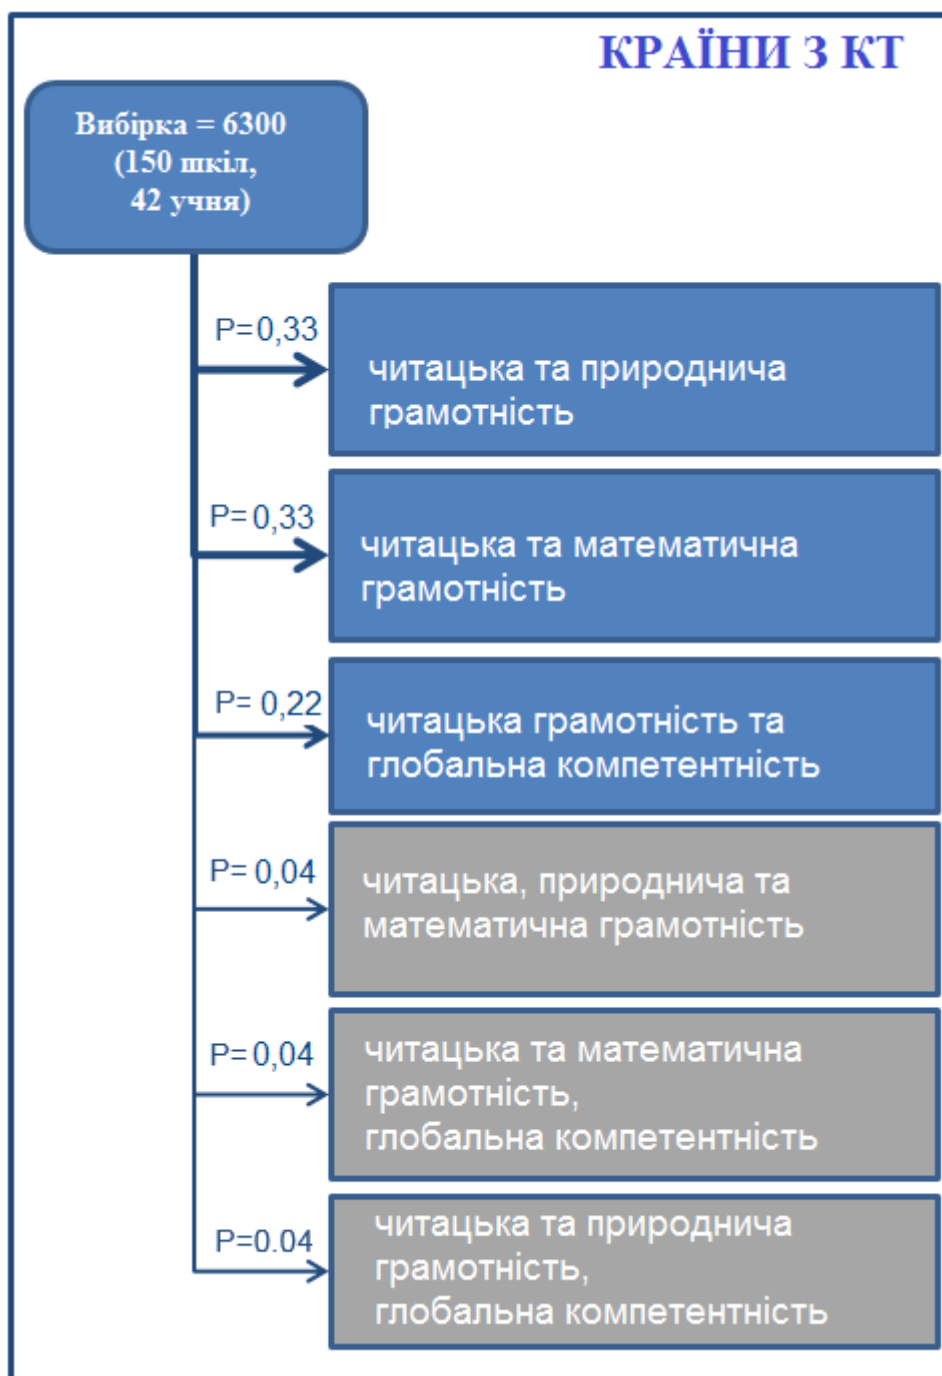 КРАЇНИ З КТ
Вибірка = 6300
(150 шкіл,
42 учня)
P=0,33
читацька та природнича
грамотність
P=0,33
читацька та математична
грамотність
P= 0,22
читацька грамотність та
глобальна компетентність
P= 0,04
читацька, природнича та
математична грамотність
P=0,04
читацька та математична
грамотність,
глобальна компетентність
P=0.04
читацька та природнича
грамотність,
глобальна компетентність